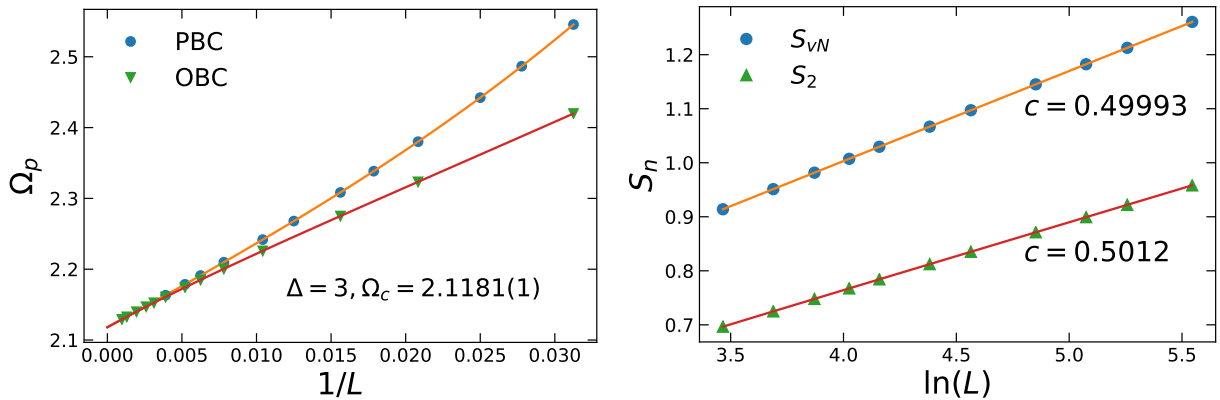 PBC
OBC
2.5
2.4
2.3
2.2
2.1
Ω_p
Δ = 3, Ω_c = 2.1181(1)
0.000 0.005 0.010 0.015 0.020 0.025 0.030
1/L
S_{vN}
S_2
1.2
1.1
1.0
0.9
0.8
0.7
S_n
c = 0.49993
c = 0.5012
3.5 4.0 4.5 5.0 5.5
ln(L)